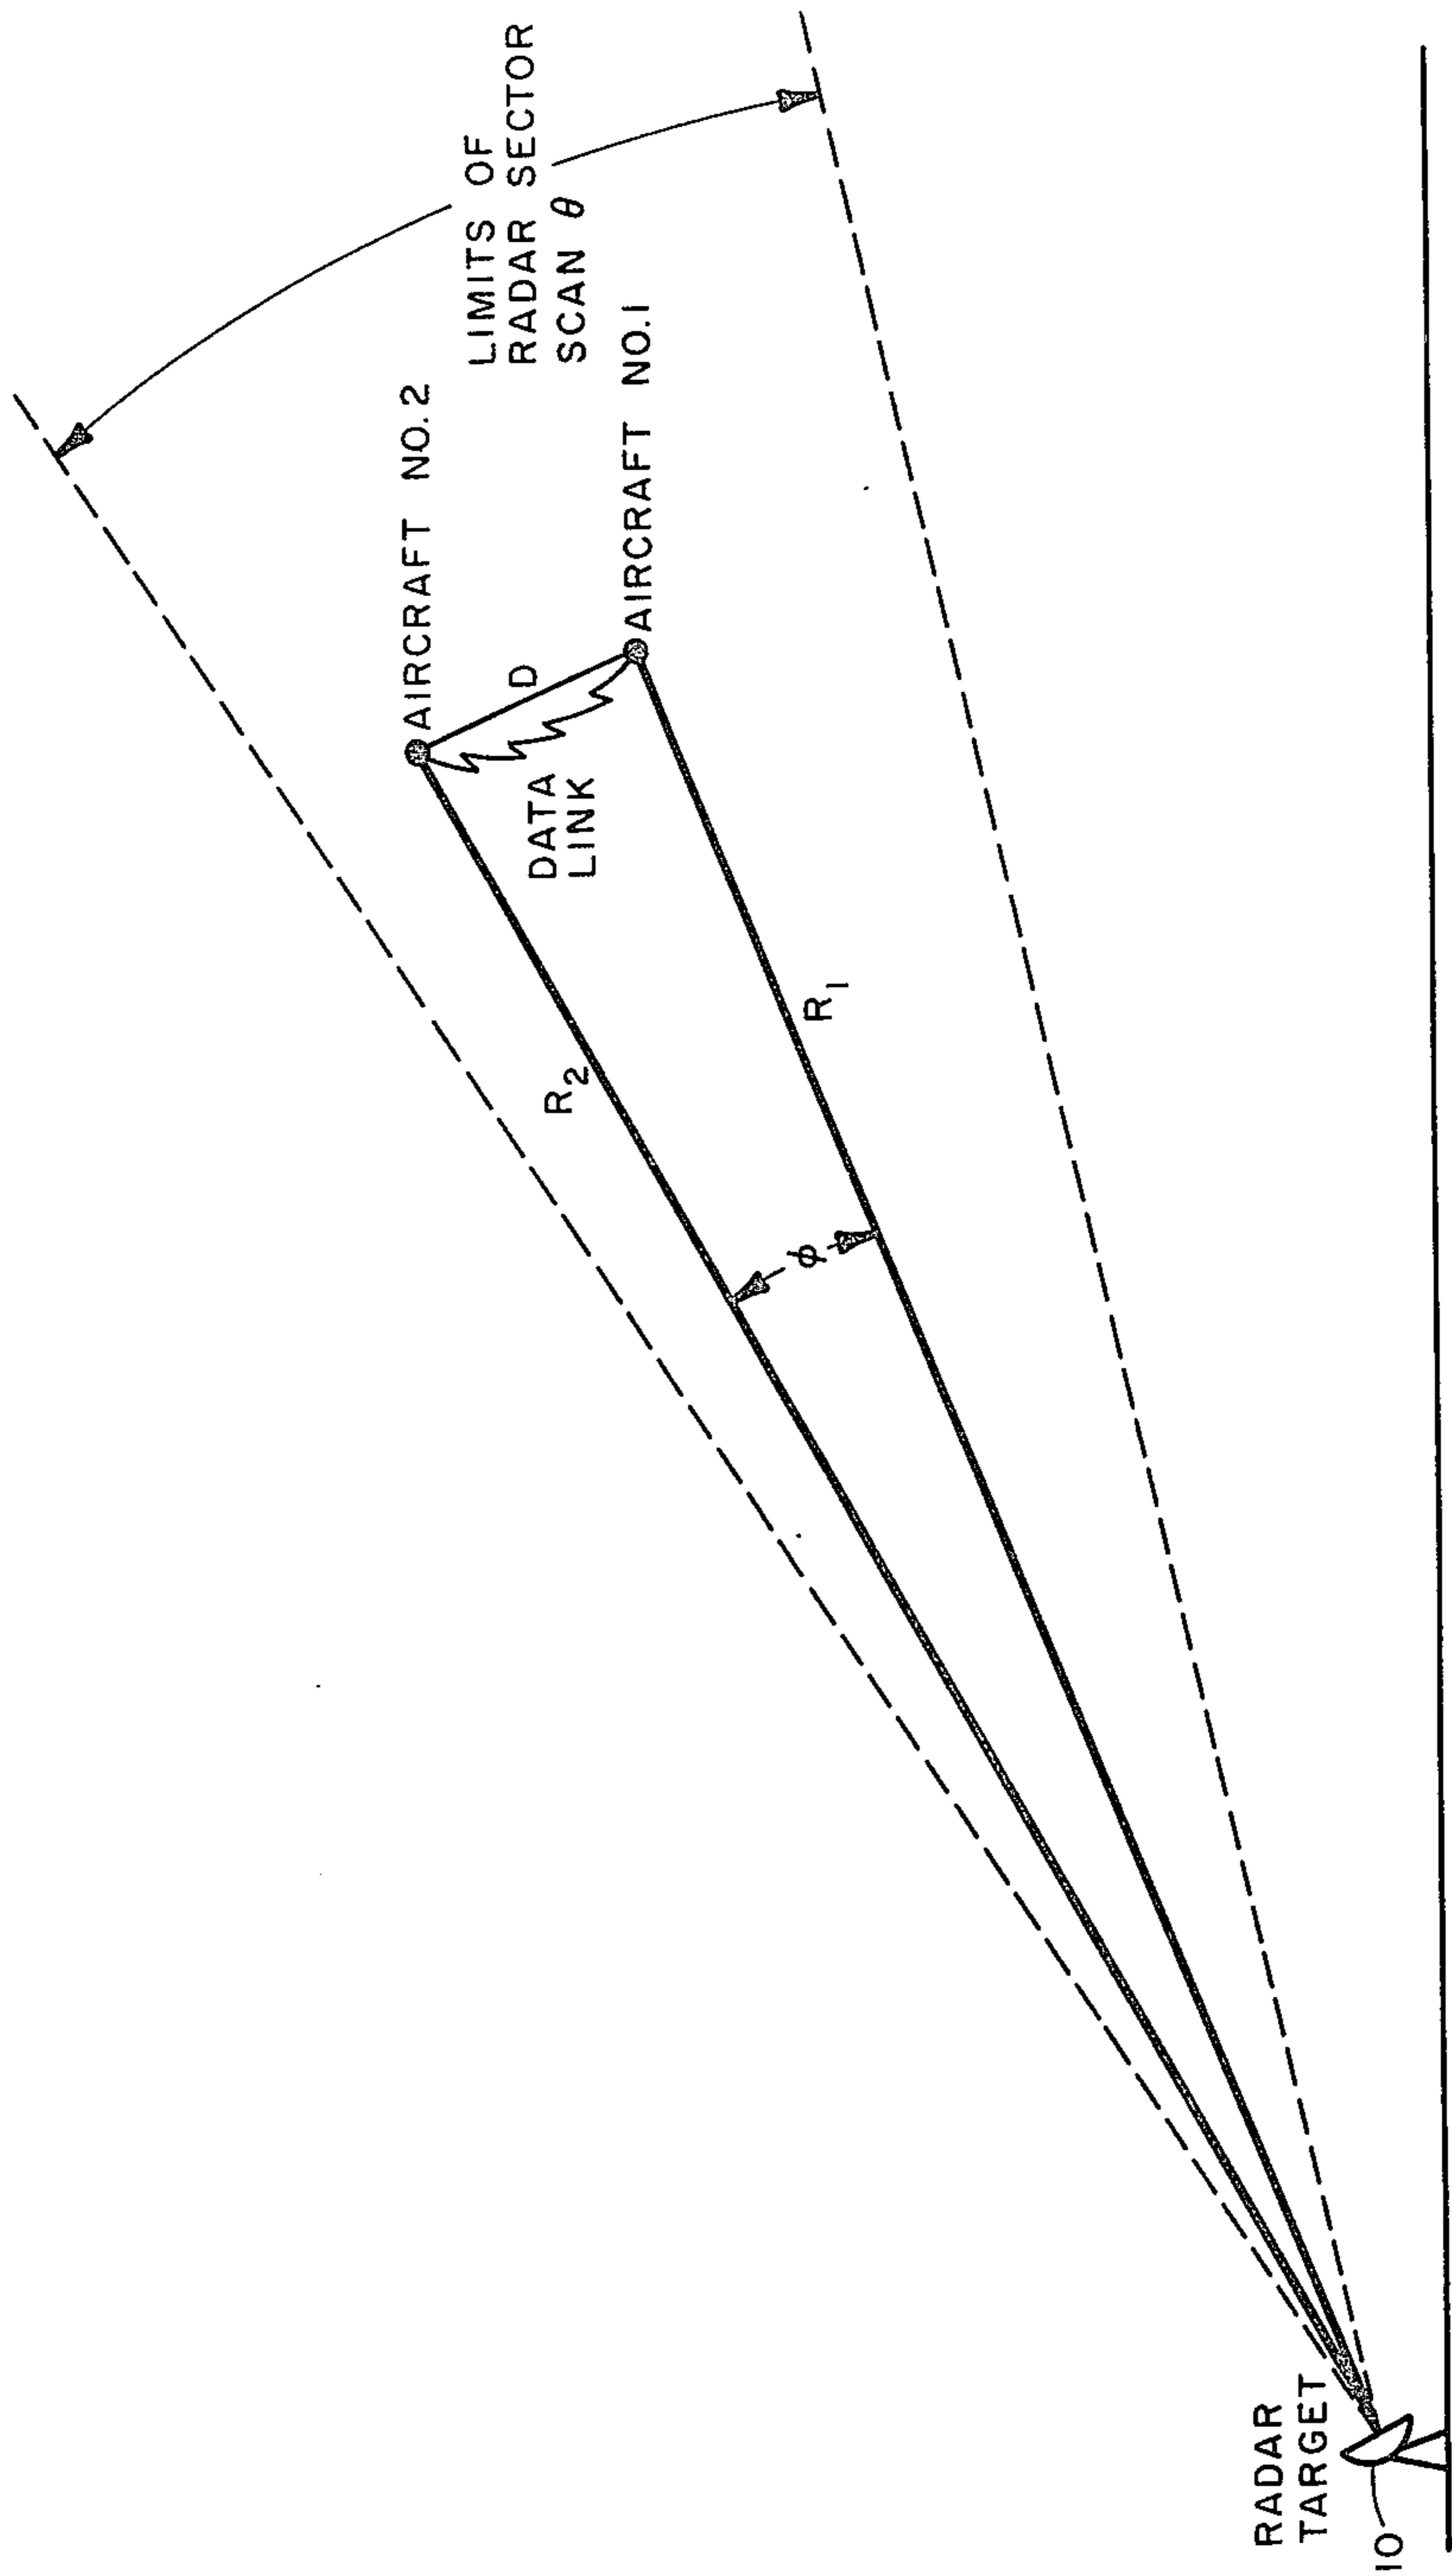 LIMITS OF
RADAR SECTOR
SCAN θ
AIRCRAFT NO.2
AIRCRAFT NO.1
D
DATA
LINK
R2
R1
φ
RADAR
TARGET
10